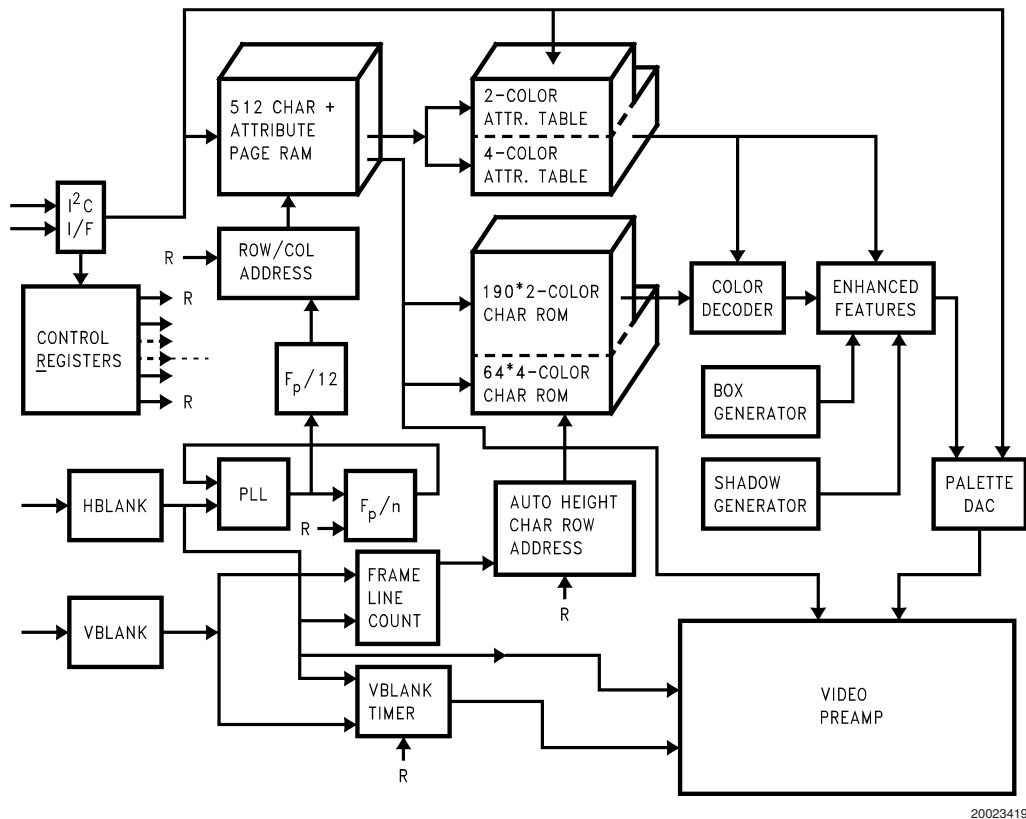 512 CHAR +
ATTRIBUTE
PAGE RAM
2-COLOR
ATTR. TABLE
4-COLOR
ATTR. TABLE
I²C
I/F
R
ROW/COL
ADDRESS
190*2-COLOR
CHAR ROM
64*4-COLOR
CHAR ROM
COLOR
DECODER
ENHANCED
FEATURES
CONTROL
REGISTERS
R
R
Fp/12
BOX
GENERATOR
SHADOW
GENERATOR
PALETTE
DAC
HBLANK
PLL
Fp/n
R
AUTO HEIGHT
CHAR ROW
ADDRESS
R
FRAME
LINE
COUNT
VBLANK
VBLANK
TIMER
R
VIDEO
PREAMP
20023419